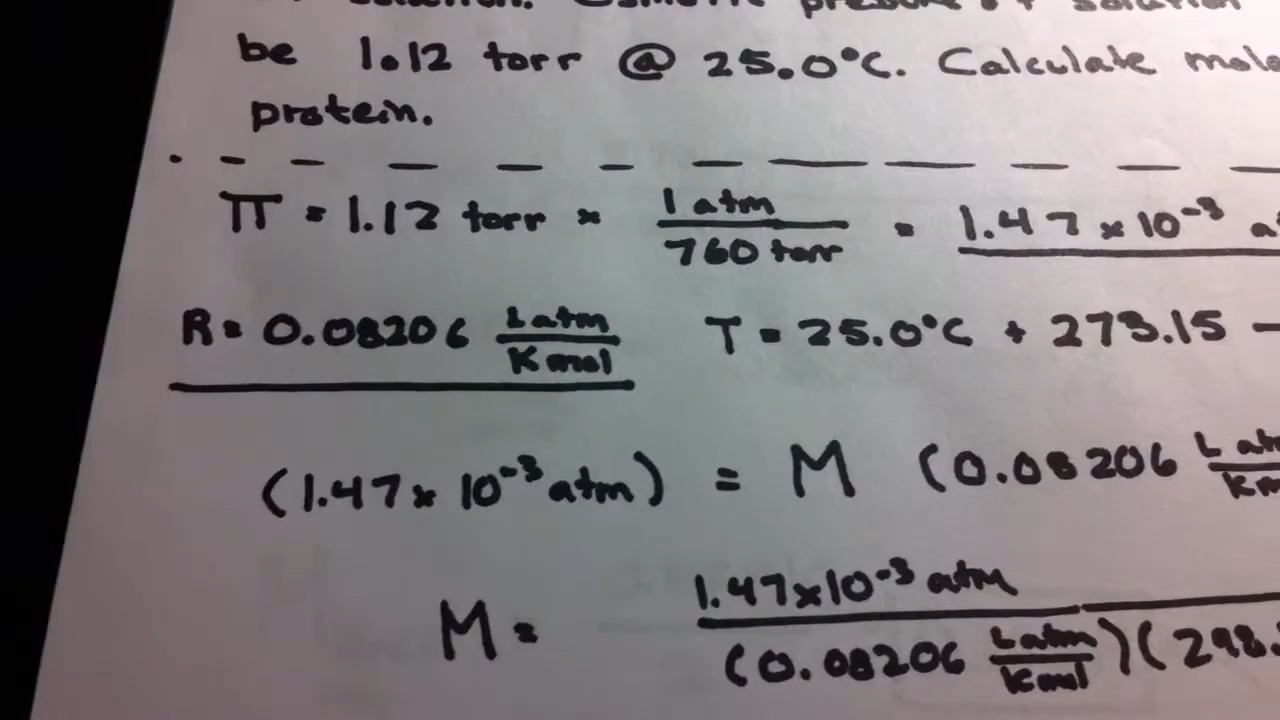 be 1.12 torr @ 25.0°C. Calculate
protein.
π = 1.12 torr × 1 atm / 760 torr = 1.47 × 10⁻³
R = 0.08206 L atm / K mol T = 25.0°C + 273.15
(1.47 × 10⁻³ atm) = M (0.08206 L
M = 1.47×10⁻³ atm / (0.08206 L atm / K mol)(298.